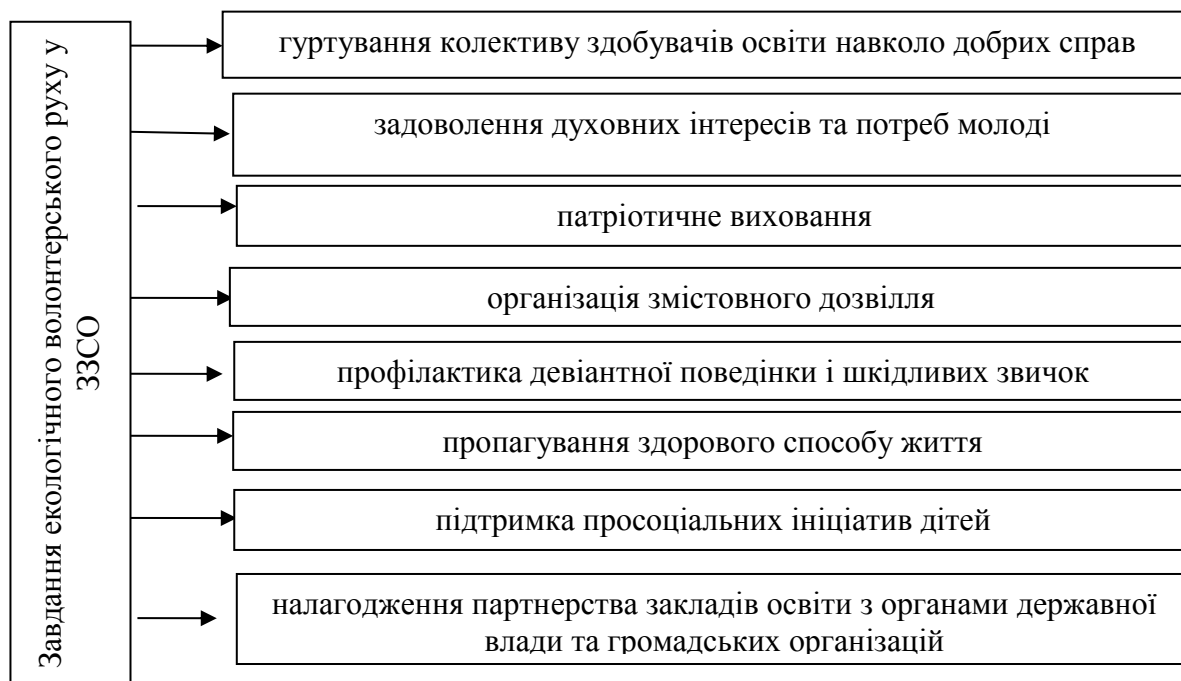 Завдання екологічного волонтерського руху у
ЗЗСО
гуртування колективу здобувачів освіти навколо добрих справ
задоволення духовних інтересів та потреб молоді
патріотичне виховання
організація змістовного дозвілля
профілактика девіантної поведінки і шкідливих звичок
пропагування здорового способу життя
підтримка просоціальних ініціатив дітей
налагодження партнерства закладів освіти з органами державної
влади та громадських організацій